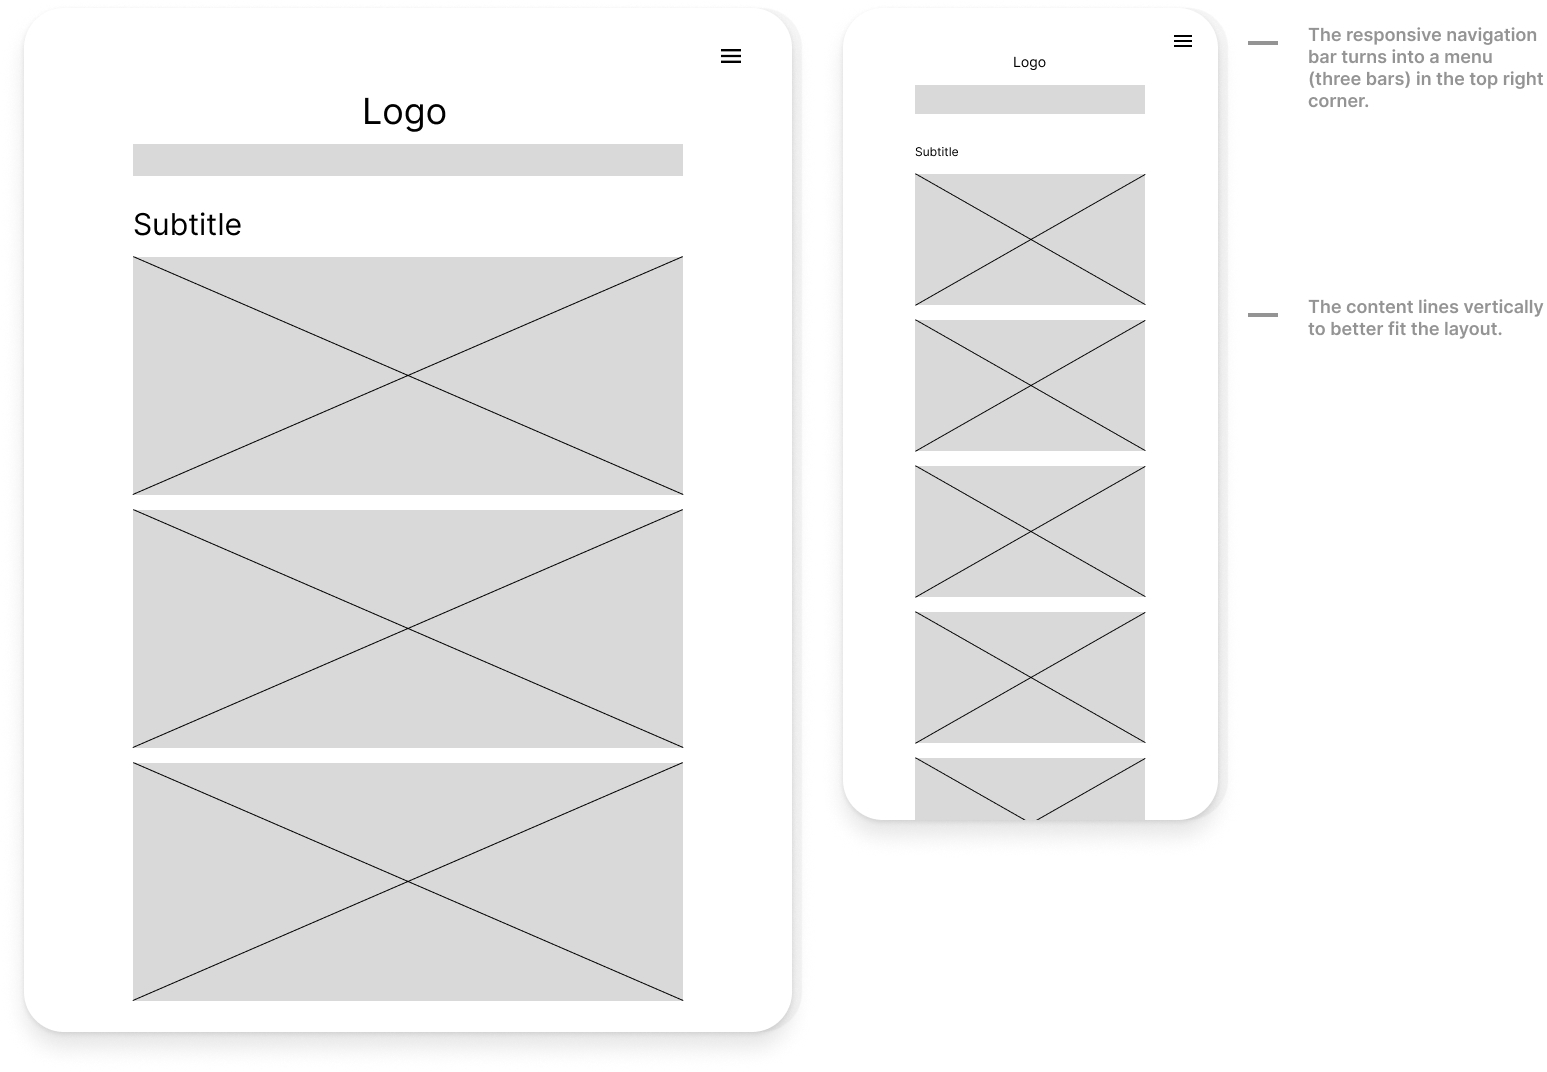 Logo
Subtitle
Logo
Subtitle
The responsive navigation
bar turns into a menu
(three bars) in the top right
corner.
The content lines vertically
to better fit the layout.